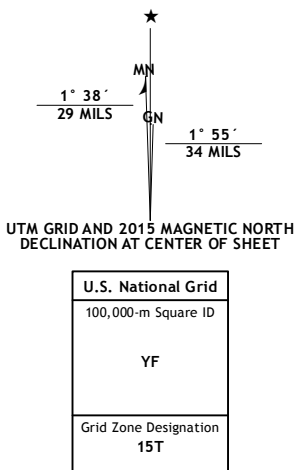 MN
1° 38´
29 MILS
GN
1° 55´
34 MILS
UTM GRID AND 2015 MAGNETIC NORTH
DECLINATION AT CENTER OF SHEET
U.S. National Grid
100,000-m Square ID
YF
Grid Zone Designation
15T